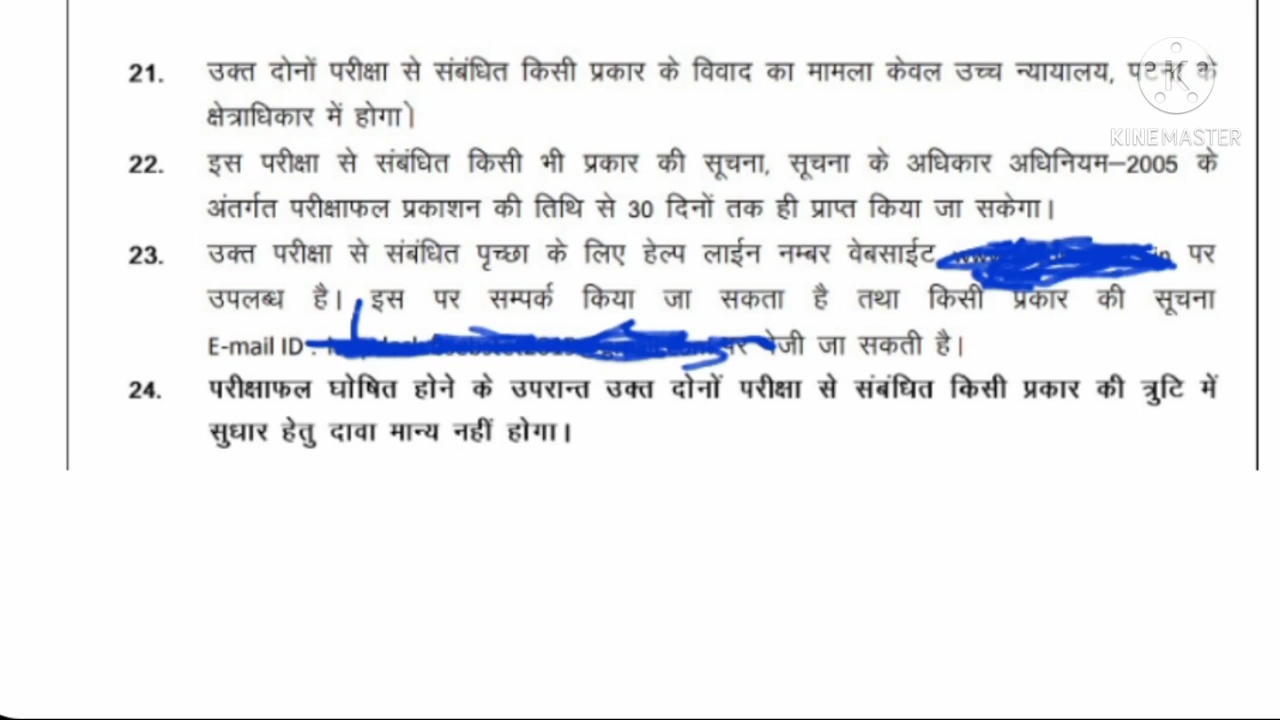 21. उक्त दोनों परीक्षा से संबंधित किसी प्रकार के विवाद का मामला केवल उच्च न्यायालय, के
क्षेत्राधिकार में होगा)
KINEMASTER
22. इस परीक्षा से संबंधित किसी भी प्रकार की सूचना, सूचना के अधिकार अधिनियम–2005 के
अंतर्गत परीक्षाफल प्रकाशन की तिथि से 30 दिनों तक ही प्राप्त किया जा सकेगा।
23. उक्त परीक्षा से संबंधित पृच्छा के लिए हेल्प लाईन नम्बर वेबसाईट पर
उपलब्ध है। इस पर सम्पर्क किया जा सकता है तथा किसी प्रकार की सूचना
E-mail ID : पर जा सकती है।
24. परीक्षाफल घोषित होने के उपरान्त उक्त दोनों परीक्षा से संबंधित किसी प्रकार की त्रुटि में
सुधार हेतु दावा मान्य नहीं होगा।